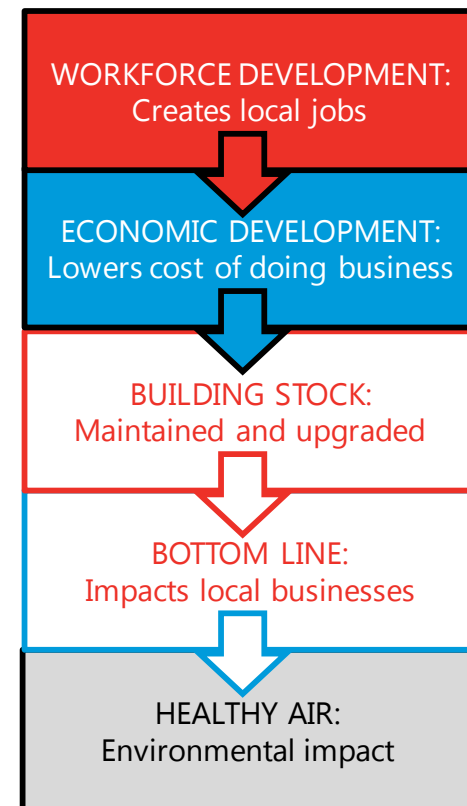 WORKFORCE DEVELOPMENT:
Creates local jobs
ECONOMIC DEVELOPMENT:
Lowers cost of doing business
BUILDING STOCK:
Maintained and upgraded
BOTTOM LINE:
Impacts local businesses
HEALTHY AIR:
Environmental impact